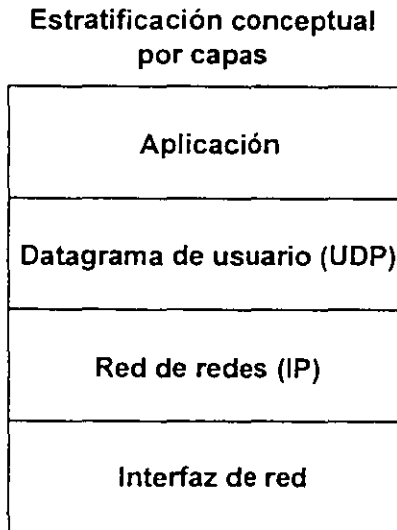 Estratificación conceptual
por capas
Aplicación
Datagrama de usuario (UDP)
Red de redes (IP)
Interfaz de red